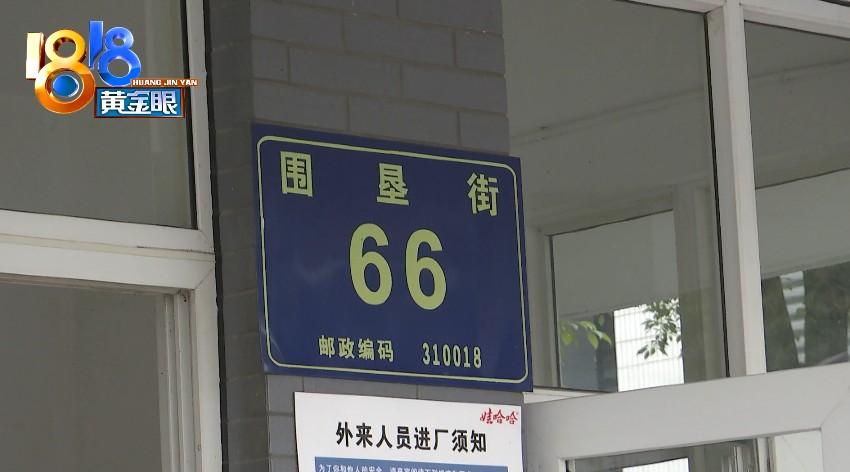 1818
HUANG JIN YAN
黄金眼
围垦街
66
邮政编码 310018
娃哈哈
外来人员进厂须知